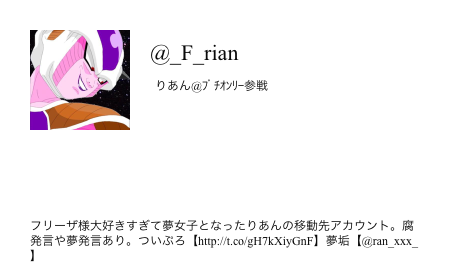 @_F_rian
りあん@ﾌﾟﾁｵﾝﾘｰ参戦
フリーザ様大好きすぎて夢女子となったりあんの移動先アカウント。腐
発言や夢発言あり。ついぷろ【http://t.co/gH7kXiyGnF】夢垢【@ran_xxx_
】